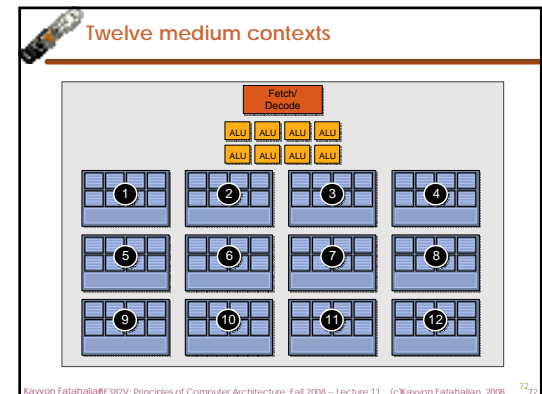 Twelve medium contexts
Fetch/
Decode
ALU ALU ALU ALU
ALU ALU ALU ALU
1 2 3 4
5 6 7 8
9 10 11 12
Kayvon Fatahalian EE382V: Principles of Computer Architecture, Fall 2008 -- Lecture 11 (c) Kayvon Fatahalian, 2008 72 72